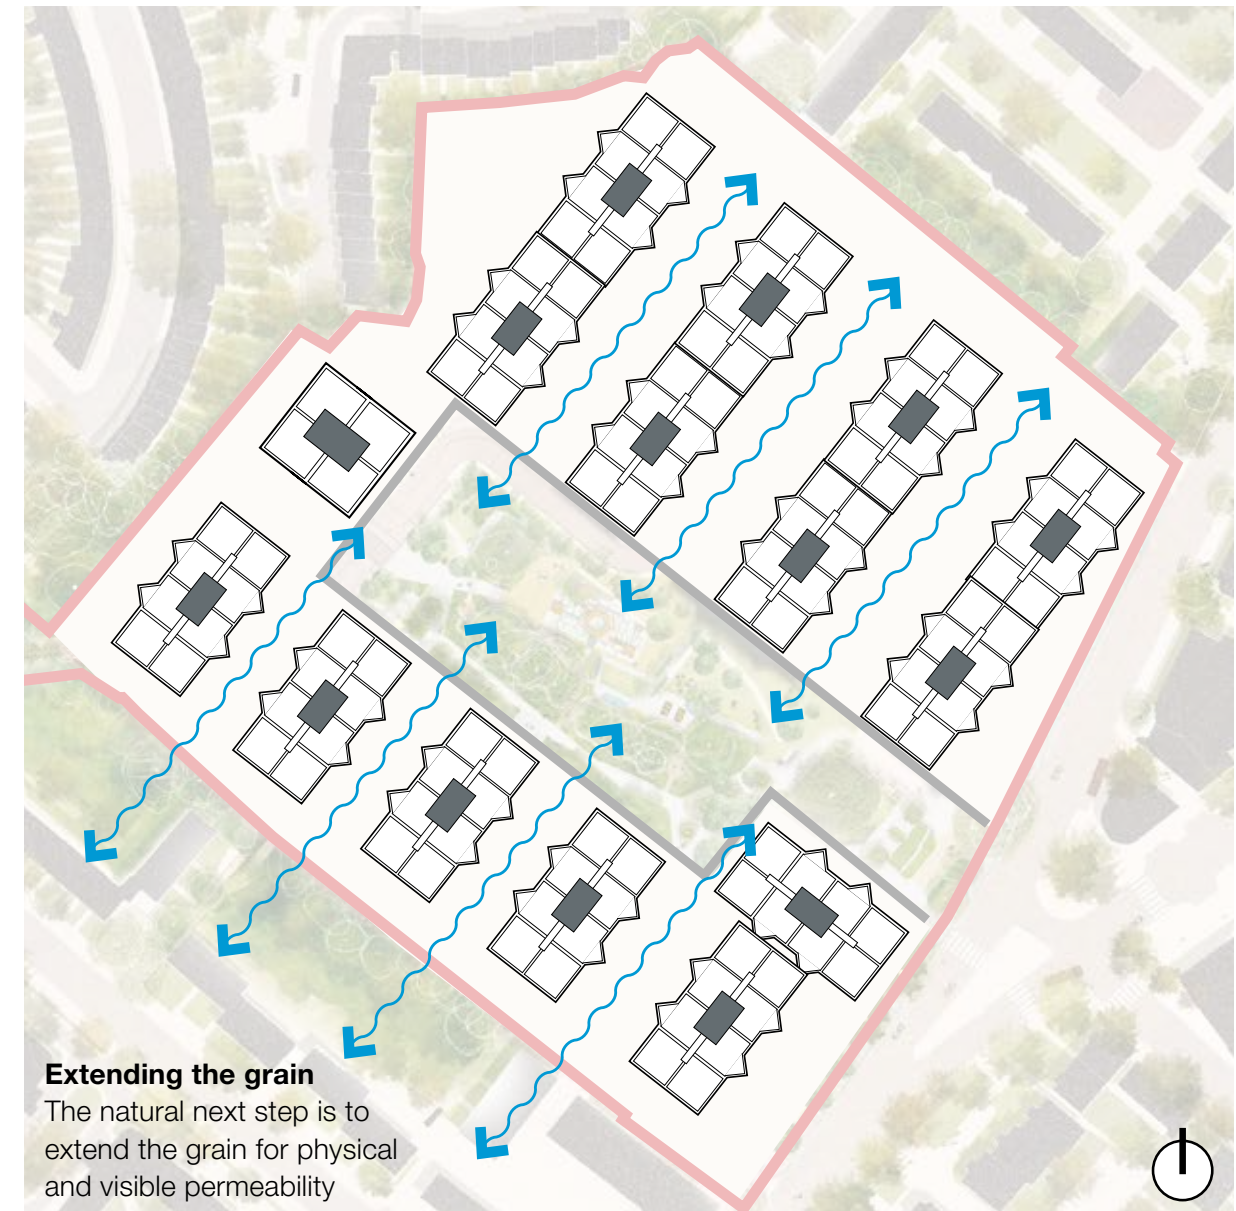 Extending the grain
The natural next step is to
extend the grain for physical
and visible permeability